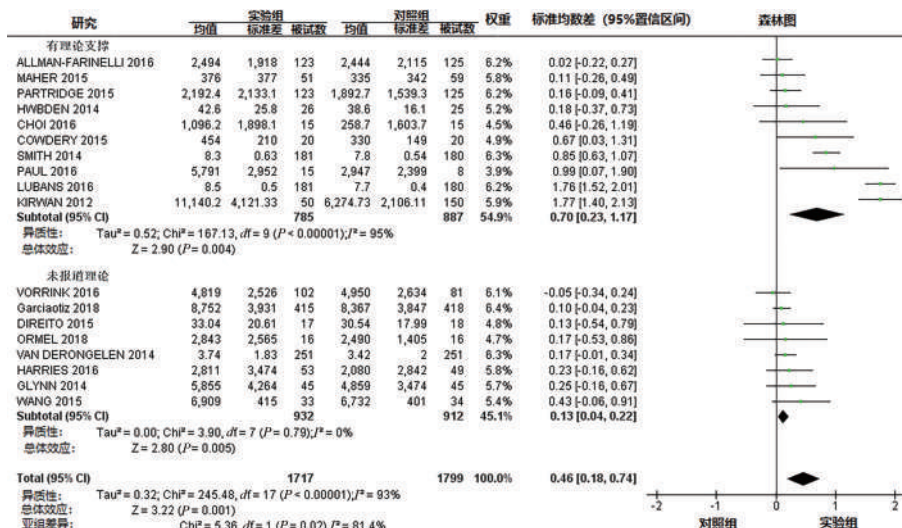 研究 实验组 对照组 权重 标准均数差 (95%置信区间) 森林图
均值 标准差 被试数 均值 标准差 被试数
有理论支撑
ALLMAN-FARINELLI 2016 2,494 1,918 123 2,444 2,115 125 6.2% 0.02 [-0.22, 0.27]
MAHER 2015 376 377 51 335 342 59 6.6% 0.11 [-0.26, 0.49]
PARTRIDGE 2015 2,192.4 2,133.1 123 1,892.7 1,539.3 125 6.2% 0.16 (-0.09, 0.41]
HWBDEN 2014 42.6 25.8 26 38.6 16.1 25 5.2% 0.18 (-0.37, 0.73]
CHOI 2016 1,096.2 1,898.1 15 258.7 1,603.7 15 4.5% 0.46 (-0.26, 1.19]
COWDERY 2015 454 210 20 330 149 20 4.9% 0.67 (0.03, 1.31]
SMITH 2014 8.3 0.63 181 7.8 0.54 180 6.3% 0.85 [0.63, 1.07]
PAUL 2016 5,791 2,952 15 2,947 2,399 8 3.8% 0.99 [0.07, 1.90]
LUBANS 2016 8.5 0.5 181 7.7 0.4 180 6.2% 1.76 [1.52, 2.01]
KIRWAN 2012 11,140.2 4,121.33 50 6,274.73 2,106.11 150 5.9% 1.77 [1.40, 2.13]
Subtotal (95% CI) 785 887 54.9% 0.70 [0.23, 1.17]
异质性: Tau² = 0.52; Chi² = 167.13, df = 9 (P < 0.00001); I² = 95%
总体效应: Z = 2.90 (P = 0.004)
未报道理论
VORRINK 2016 4,819 2,526 102 4,950 2,634 81 6.1% -0.05 [-0.34, 0.24]
Garciaotiz 2018 8,752 3,931 415 8,367 3,847 418 6.5% 0.10 [-0.04, 0.23]
DIREITO 2015 33.04 20.61 17 30.54 17.99 18 4.8% 0.13 [-0.54, 0.79]
ORMEL 2018 2,843 2,565 16 2,490 1,405 16 4.7% 0.17 [-0.53, 0.86]
VAN DERONGELEN 2014 3.74 1.83 251 3.42 2 251 6.4% 0.17 [-0.01, 0.34]
HARRIES 2016 2,811 3,474 53 2,080 2,842 49 5.8% 0.23 [-0.16, 0.62]
GLYNN 2014 5,855 4,264 45 4,859 3,474 45 5.7% 0.25 [-0.16, 0.67]
WANG 2015 6,909 415 33 6,732 401 34 5.4% 0.43 [-0.06, 0.91]
Subtotal (95% CI) 932 912 45.1% 0.13 [0.04, 0.22]
异质性: Tau² = 0.00; Chi² = 3.90, df = 7 (P = 0.79); I² = 0%
总体效应: Z = 2.80 (P = 0.005)
Total (95% CI) 1717 1799 100.0% 0.46 [0.18, 0.74]
异质性: Tau² = 0.32; Chi² = 245.48, df = 17 (P < 0.00001); I² = 93%
总体效应: Z = 3.22 (P = 0.001)
亚组差异: Chi² = 5.36, df = 1 (P = 0.02) I² = 81.4%
-2 -1 0 1 2
对照组 实验组